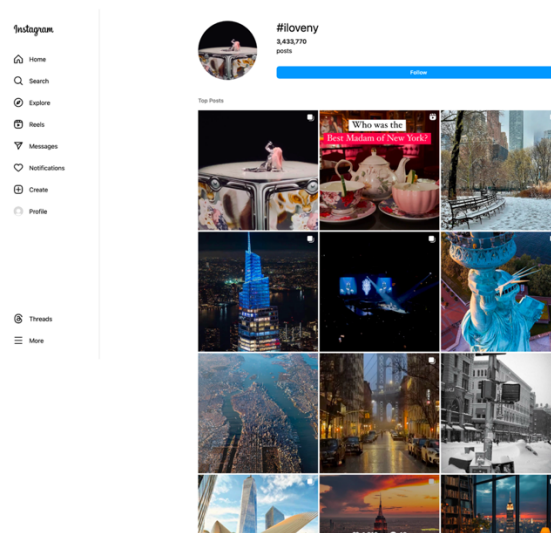 Instagram
Home
Search
Explore
Reels
Messages
Notifications
Create
Profile
Threads
More
#iloveny
3,433,770
posts
Follow
Top Posts
Who was the
Best Madam of New York?